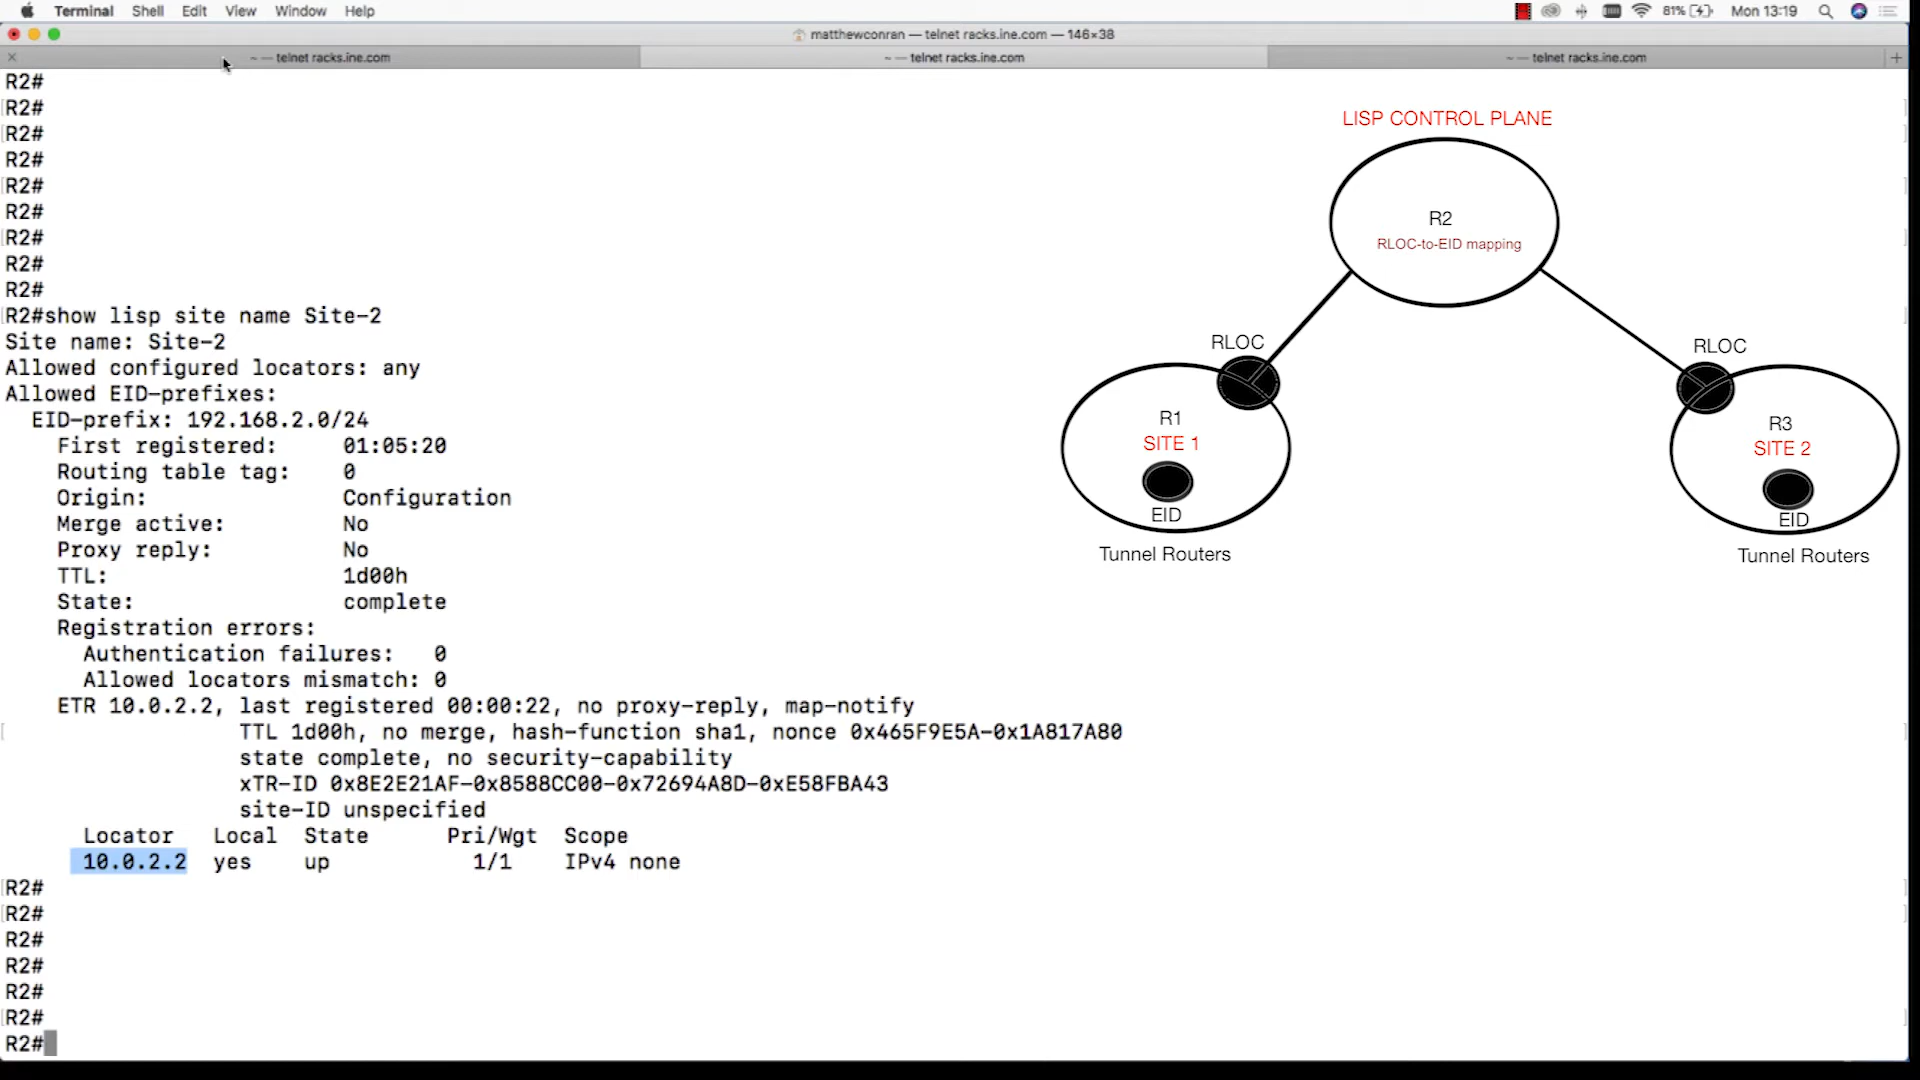 Terminal Shell Edit View Window Help
81% Mon 13:19
matthewconran — telnet racks.ine.com — 146×38
~ — telnet racks.ine.com
~ — telnet racks.ine.com
~ — telnet racks.ine.com
R2#
R2#
R2#
R2#
R2#
R2#
R2#
R2#
R2#
R2#show lisp site name Site-2
Site name: Site-2
Allowed configured locators: any
Allowed EID-prefixes:
EID-prefix: 192.168.2.0/24
First registered: 01:05:20
Routing table tag: 0
Origin: Configuration
Merge active: No
Proxy reply: No
TTL: 1d00h
State: complete
Registration errors:
Authentication failures: 0
Allowed locators mismatch: 0
ETR 10.0.2.2, last registered 00:00:22, no proxy-reply, map-notify
TTL 1d00h, no merge, hash-function sha1, nonce 0x465F9E5A-0x1A817A80
state complete, no security-capability
xTR-ID 0x8E2E21AF-0x8588CC00-0x72694A8D-0xE58FBA43
site-ID unspecified
Locator Local State Pri/Wgt Scope
10.0.2.2 yes up 1/1 IPv4 none
R2#
R2#
R2#
R2#
R2#
R2#
R2#
LISP CONTROL PLANE
R2
RLOC-to-EID mapping
RLOC
R1
SITE 1
EID
Tunnel Routers
RLOC
R3
SITE 2
EID
Tunnel Routers